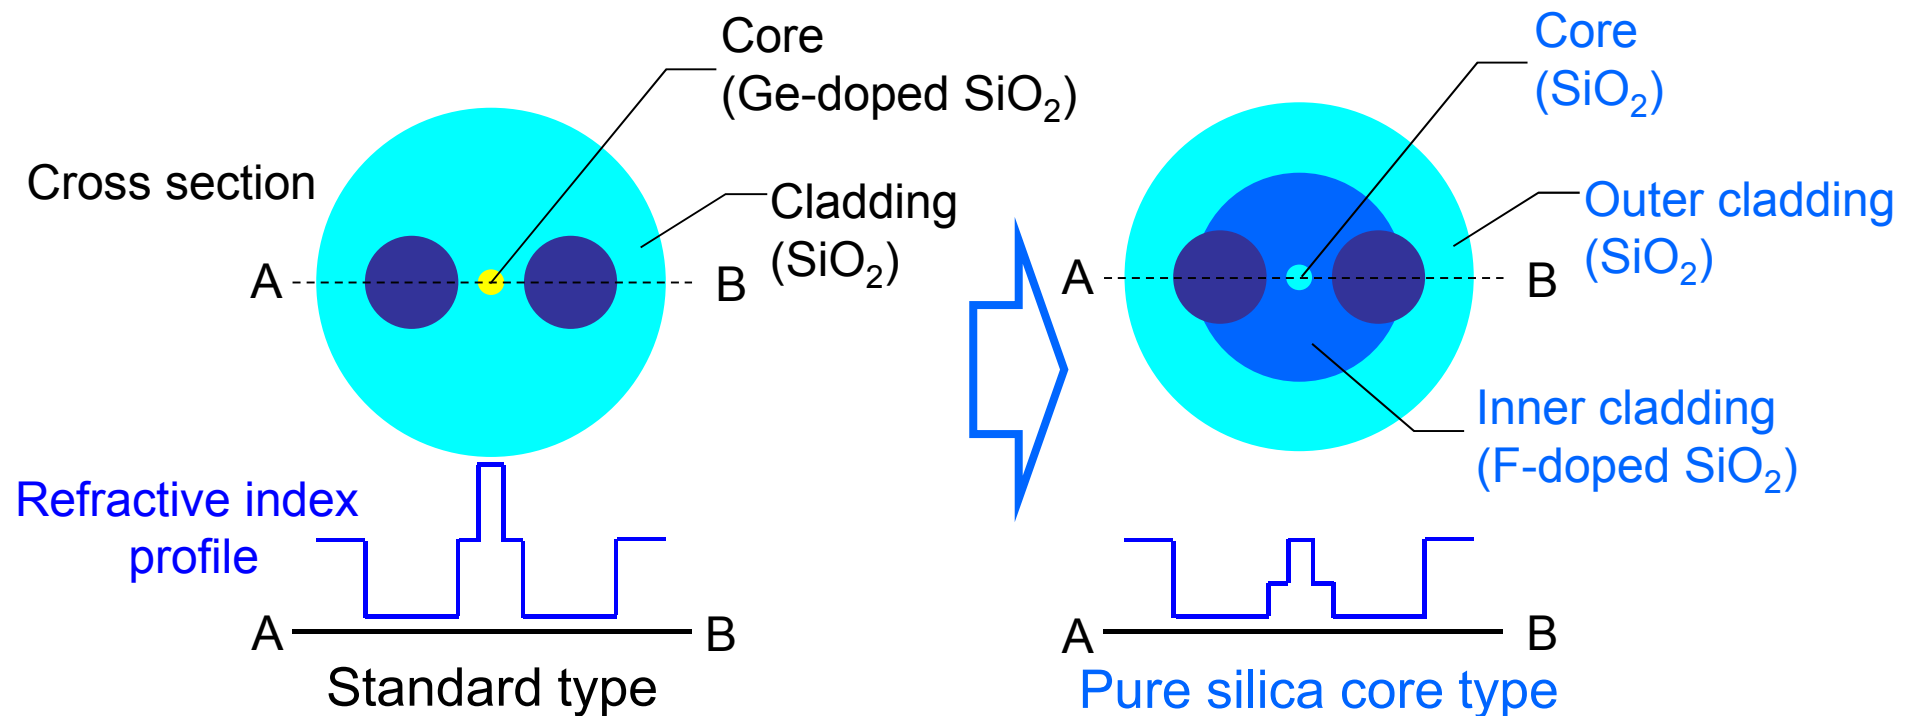 Core
(Ge-doped SiO₂)
Cross section
Cladding
(SiO₂)
A
B
Refractive index
profile
A
B
Standard type
Core
(SiO₂)
Outer cladding
(SiO₂)
A
B
Inner cladding
(F-doped SiO₂)
A
B
Pure silica core type